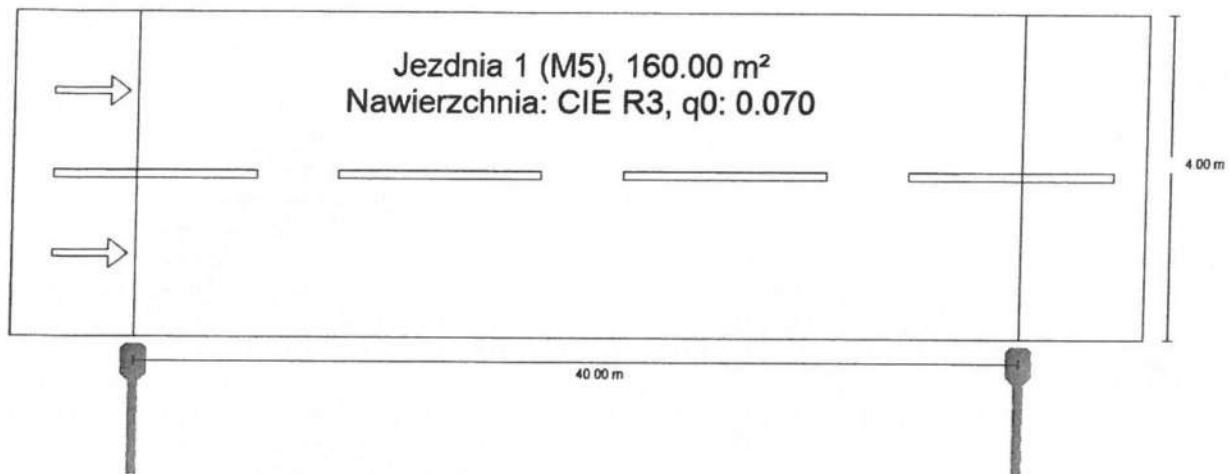 Jezdnia 1 (M5), 160.00 m²
Nawierzchnia: CIE R3, q0: 0.070
4.00 m
40.00 m